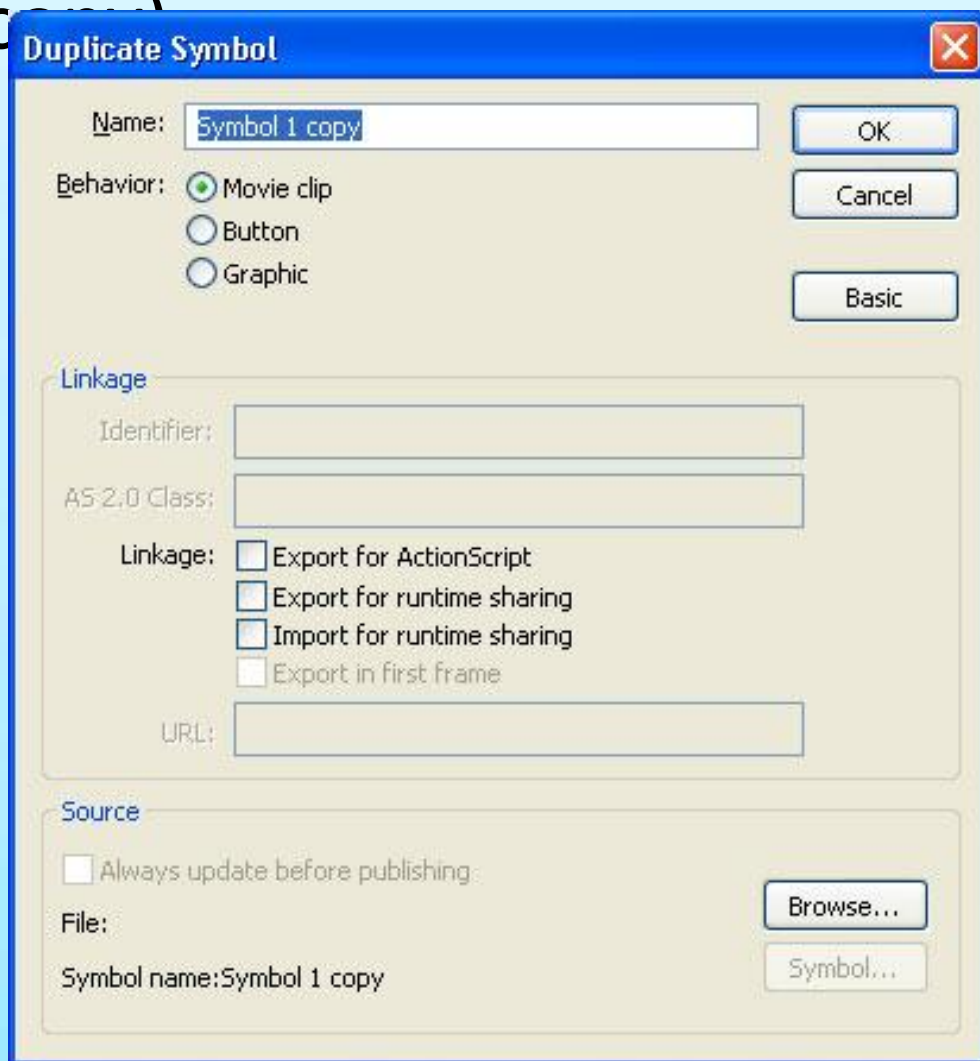 Duplicate Symbol
Name: Symbol 1 copy
OK
Behavior: Movie clip
Cancel
Button
Graphic
Basic
Linkage
Identifier:
AS 2.0 Class:
Linkage: Export for ActionScript
Export for runtime sharing
Import for runtime sharing
Export in first frame
URL:
Source
Always update before publishing
Browse...
File:
Symbol...
Symbol name:Symbol 1 copy